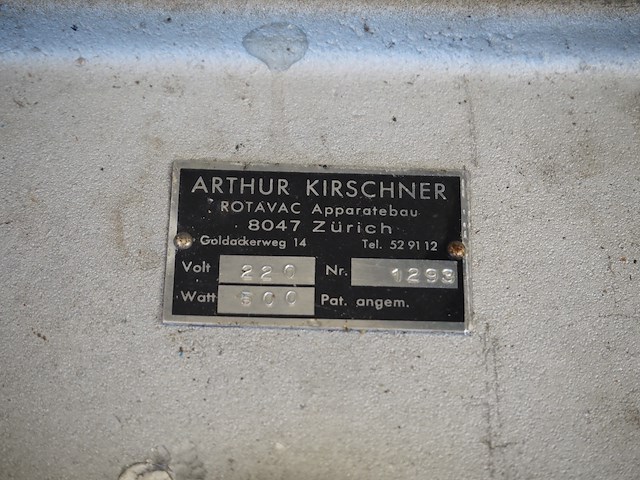 ARTHUR KIRSCHNER
ROTAVAC Apparatebau
8047 Zürich
Goldackerweg 14 Tel. 52 91 12
Volt 220 Nr. 1293
Watt 500 Pat. angem.